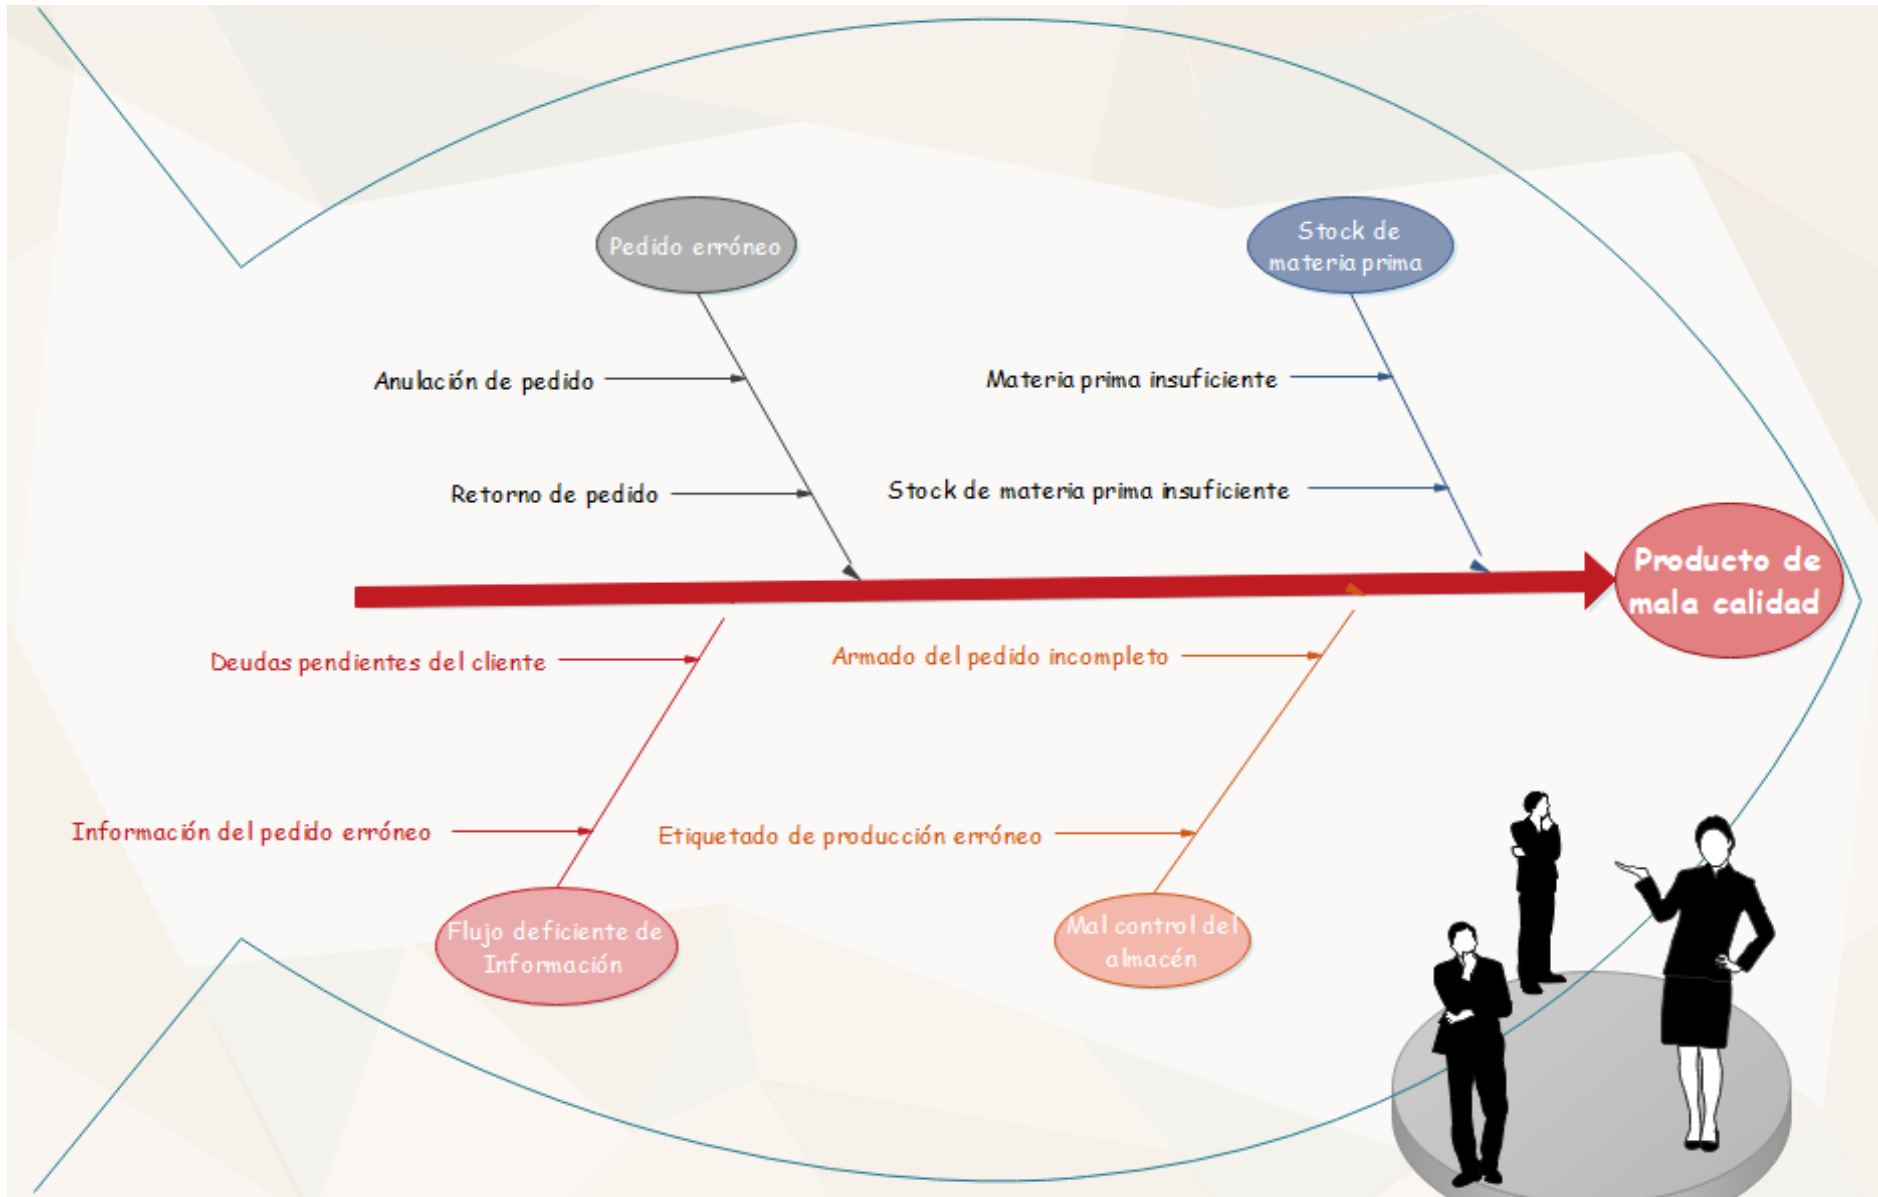 Pedido erróneo
Stock de
materia prima
Anulación de pedido
Materia prima insuficiente
Retorno de pedido
Stock de materia prima insuficiente
Producto de
mala calidad
Deudas pendientes del cliente
Armado del pedido incompleto
Información del pedido erróneo
Etiquetado de producción erróneo
Flujo deficiente de
Información
Mal control del
almacén